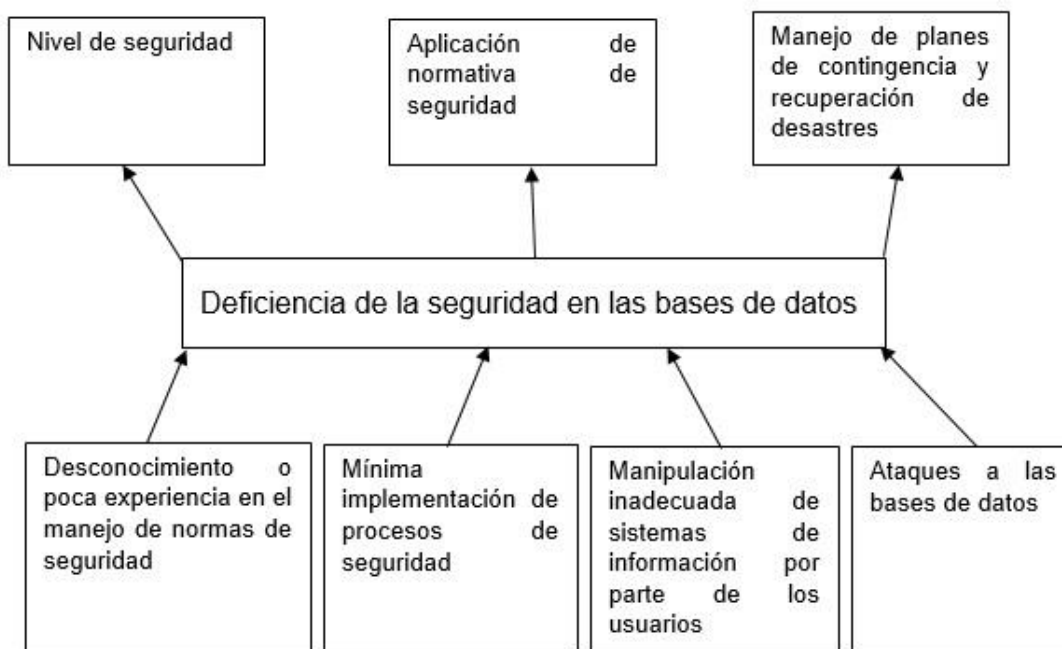 Nivel de seguridad
Aplicación de
normativa de
seguridad
Manejo de planes
de contingencia y
recuperación de
desastres
Deficiencia de la seguridad en las bases de datos
Desconocimiento o
poca experiencia en el
manejo de normas de
seguridad
Mínima
implementación de
procesos de
seguridad
Manipulación
inadecuada de
sistemas de
información por
parte de los
usuarios
Ataques a las
bases de datos